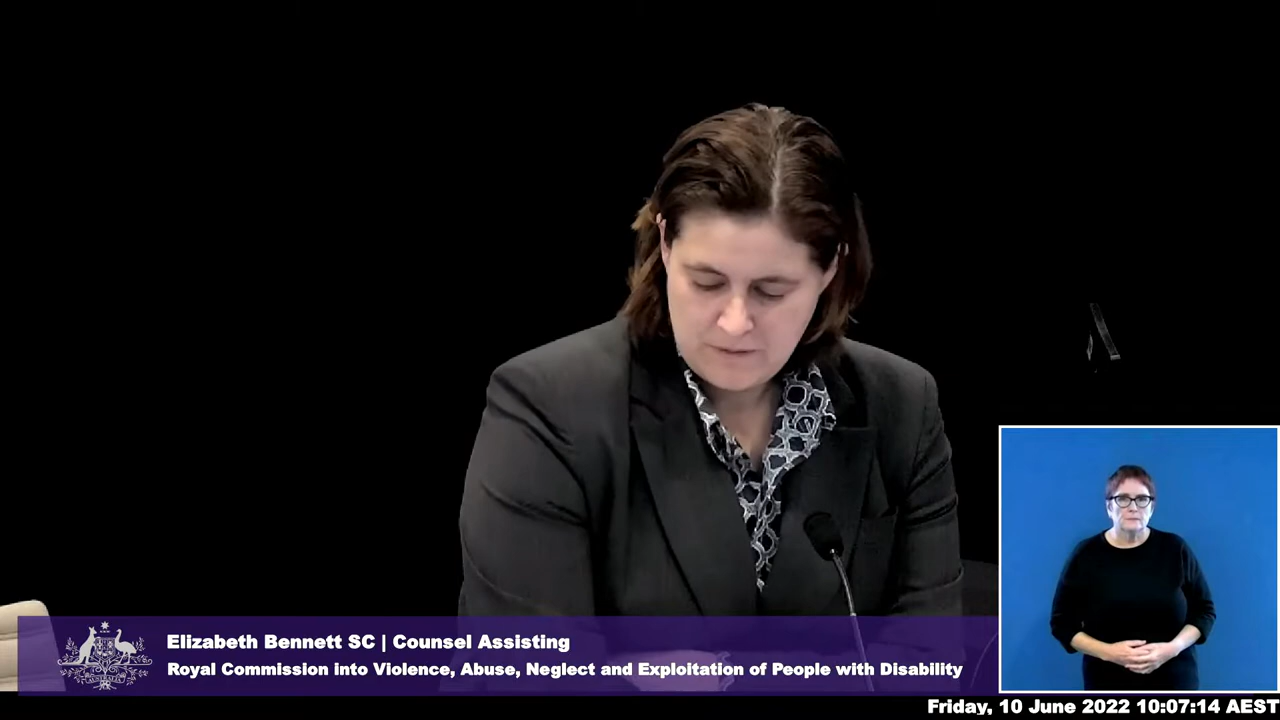 Elizabeth Bennett SC | Counsel Assisting
Royal Commission into Violence, Abuse, Neglect and Exploitation of People with Disability
Friday, 10 June 2022 10:07:14 AEST